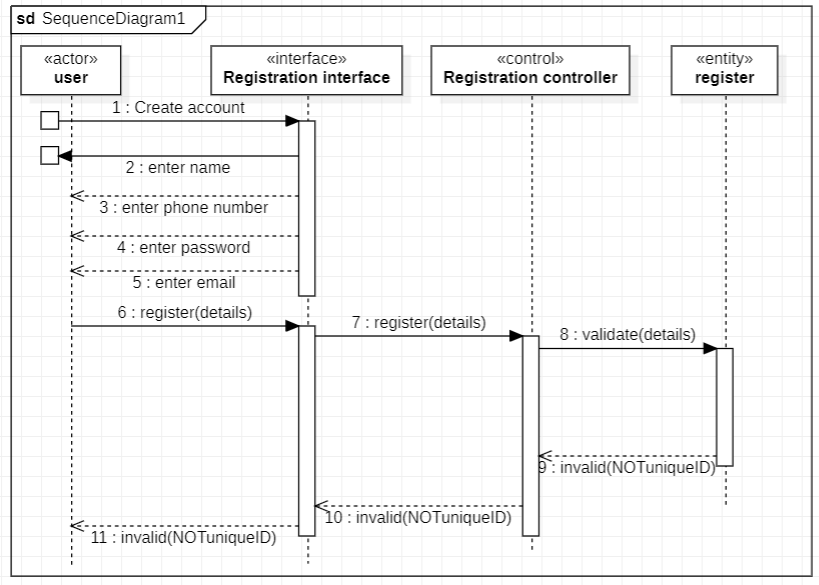 sd SequenceDiagram1
«actor»
user
«interface»
Registration interface
«control»
Registration controller
«entity»
register
1 : Create account
2 : enter name
3 : enter phone number
4 : enter password
5 : enter email
6 : register(details)
7 : register(details)
8 : validate(details)
9 : invalid(NOTuniqueID)
10 : invalid(NOTuniqueID)
11 : invalid(NOTuniqueID)